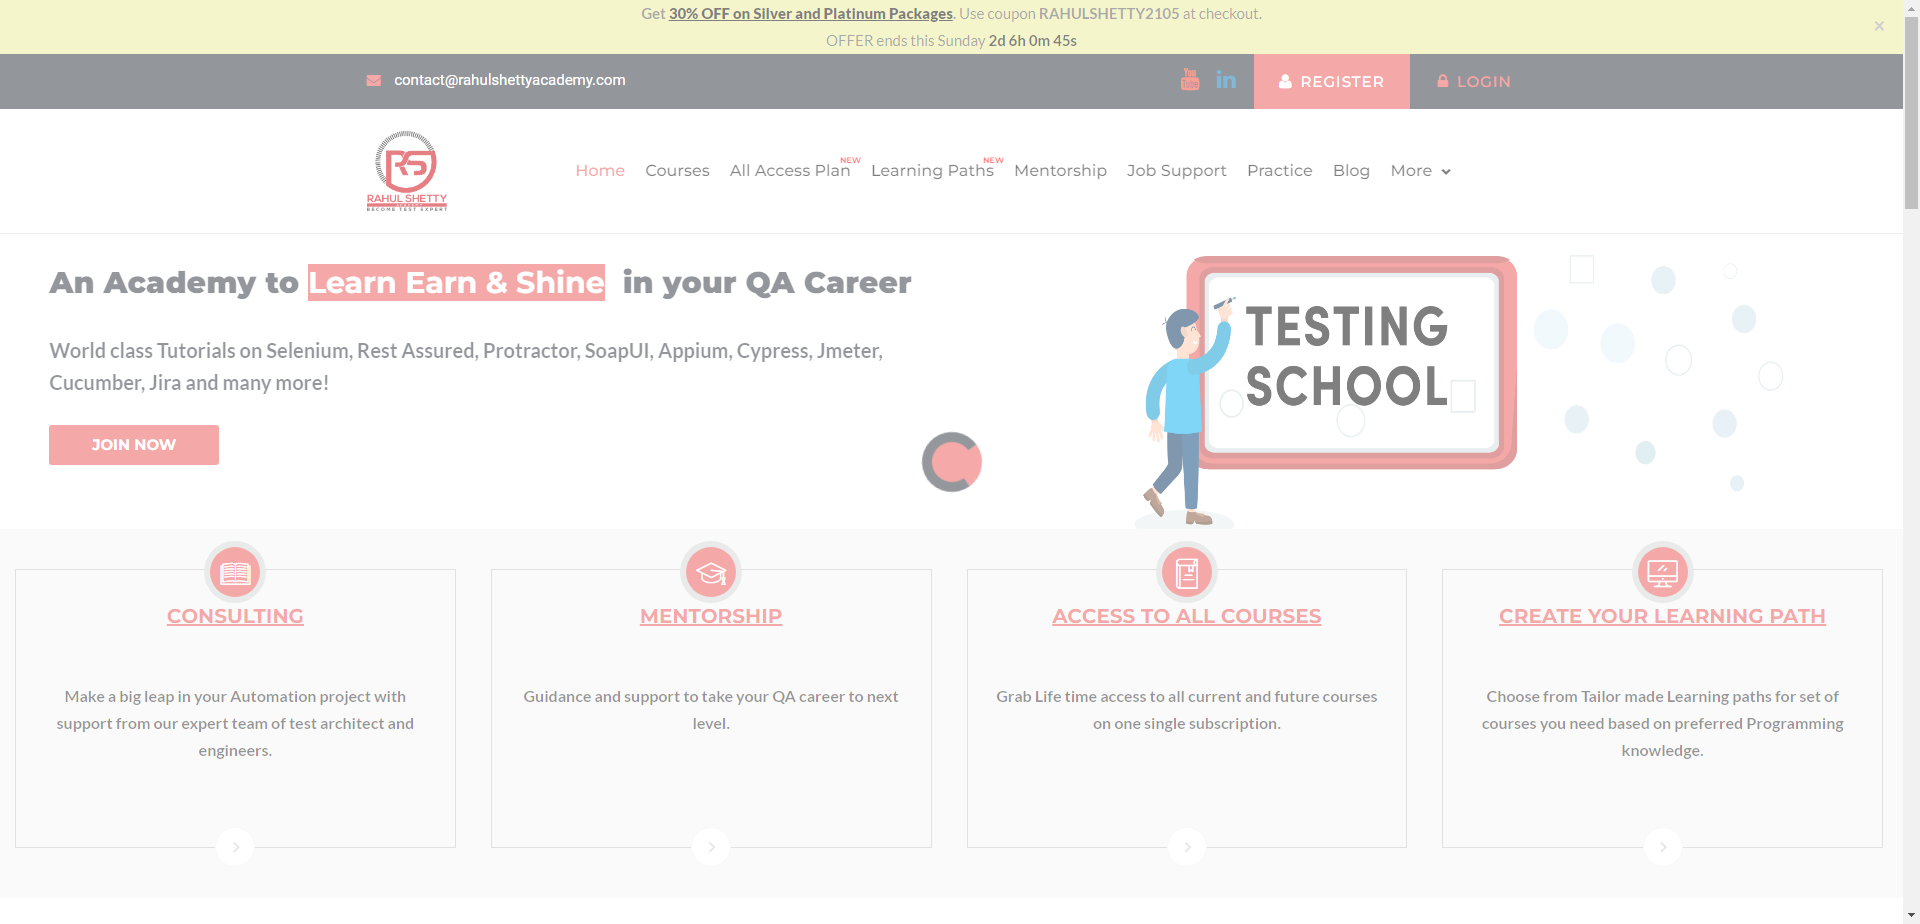 Get 30% OFF on Silver and Platinum Packages. Use coupon RAHULSHETTY2105 at checkout.
OFFER ends this Sunday 2d 6h 0m 45s
×
contact@rahulshettyacademy.com
You Tube in REGISTER LOGIN
RS
RAHUL SHETTY
ACADEMY
BECOME TEST EXPERT
Home Courses All Access Plan NEW Learning Paths NEW Mentorship Job Support Practice Blog More
An Academy to Learn Earn & Shine in your QA Career
World class Tutorials on Selenium, Rest Assured, Protractor, SoapUI, Appium, Cypress, Jmeter,
Cucumber, Jira and many more!
JOIN NOW
TESTING
SCHOOL
CONSULTING
Make a big leap in your Automation project with
support from our expert team of test architect and
engineers.
MENTORSHIP
Guidance and support to take your QA career to next
level.
ACCESS TO ALL COURSES
Grab Life time access to all current and future courses
on one single subscription.
CREATE YOUR LEARNING PATH
Choose from Tailor made Learning paths for set of
courses you need based on preferred Programming
knowledge.